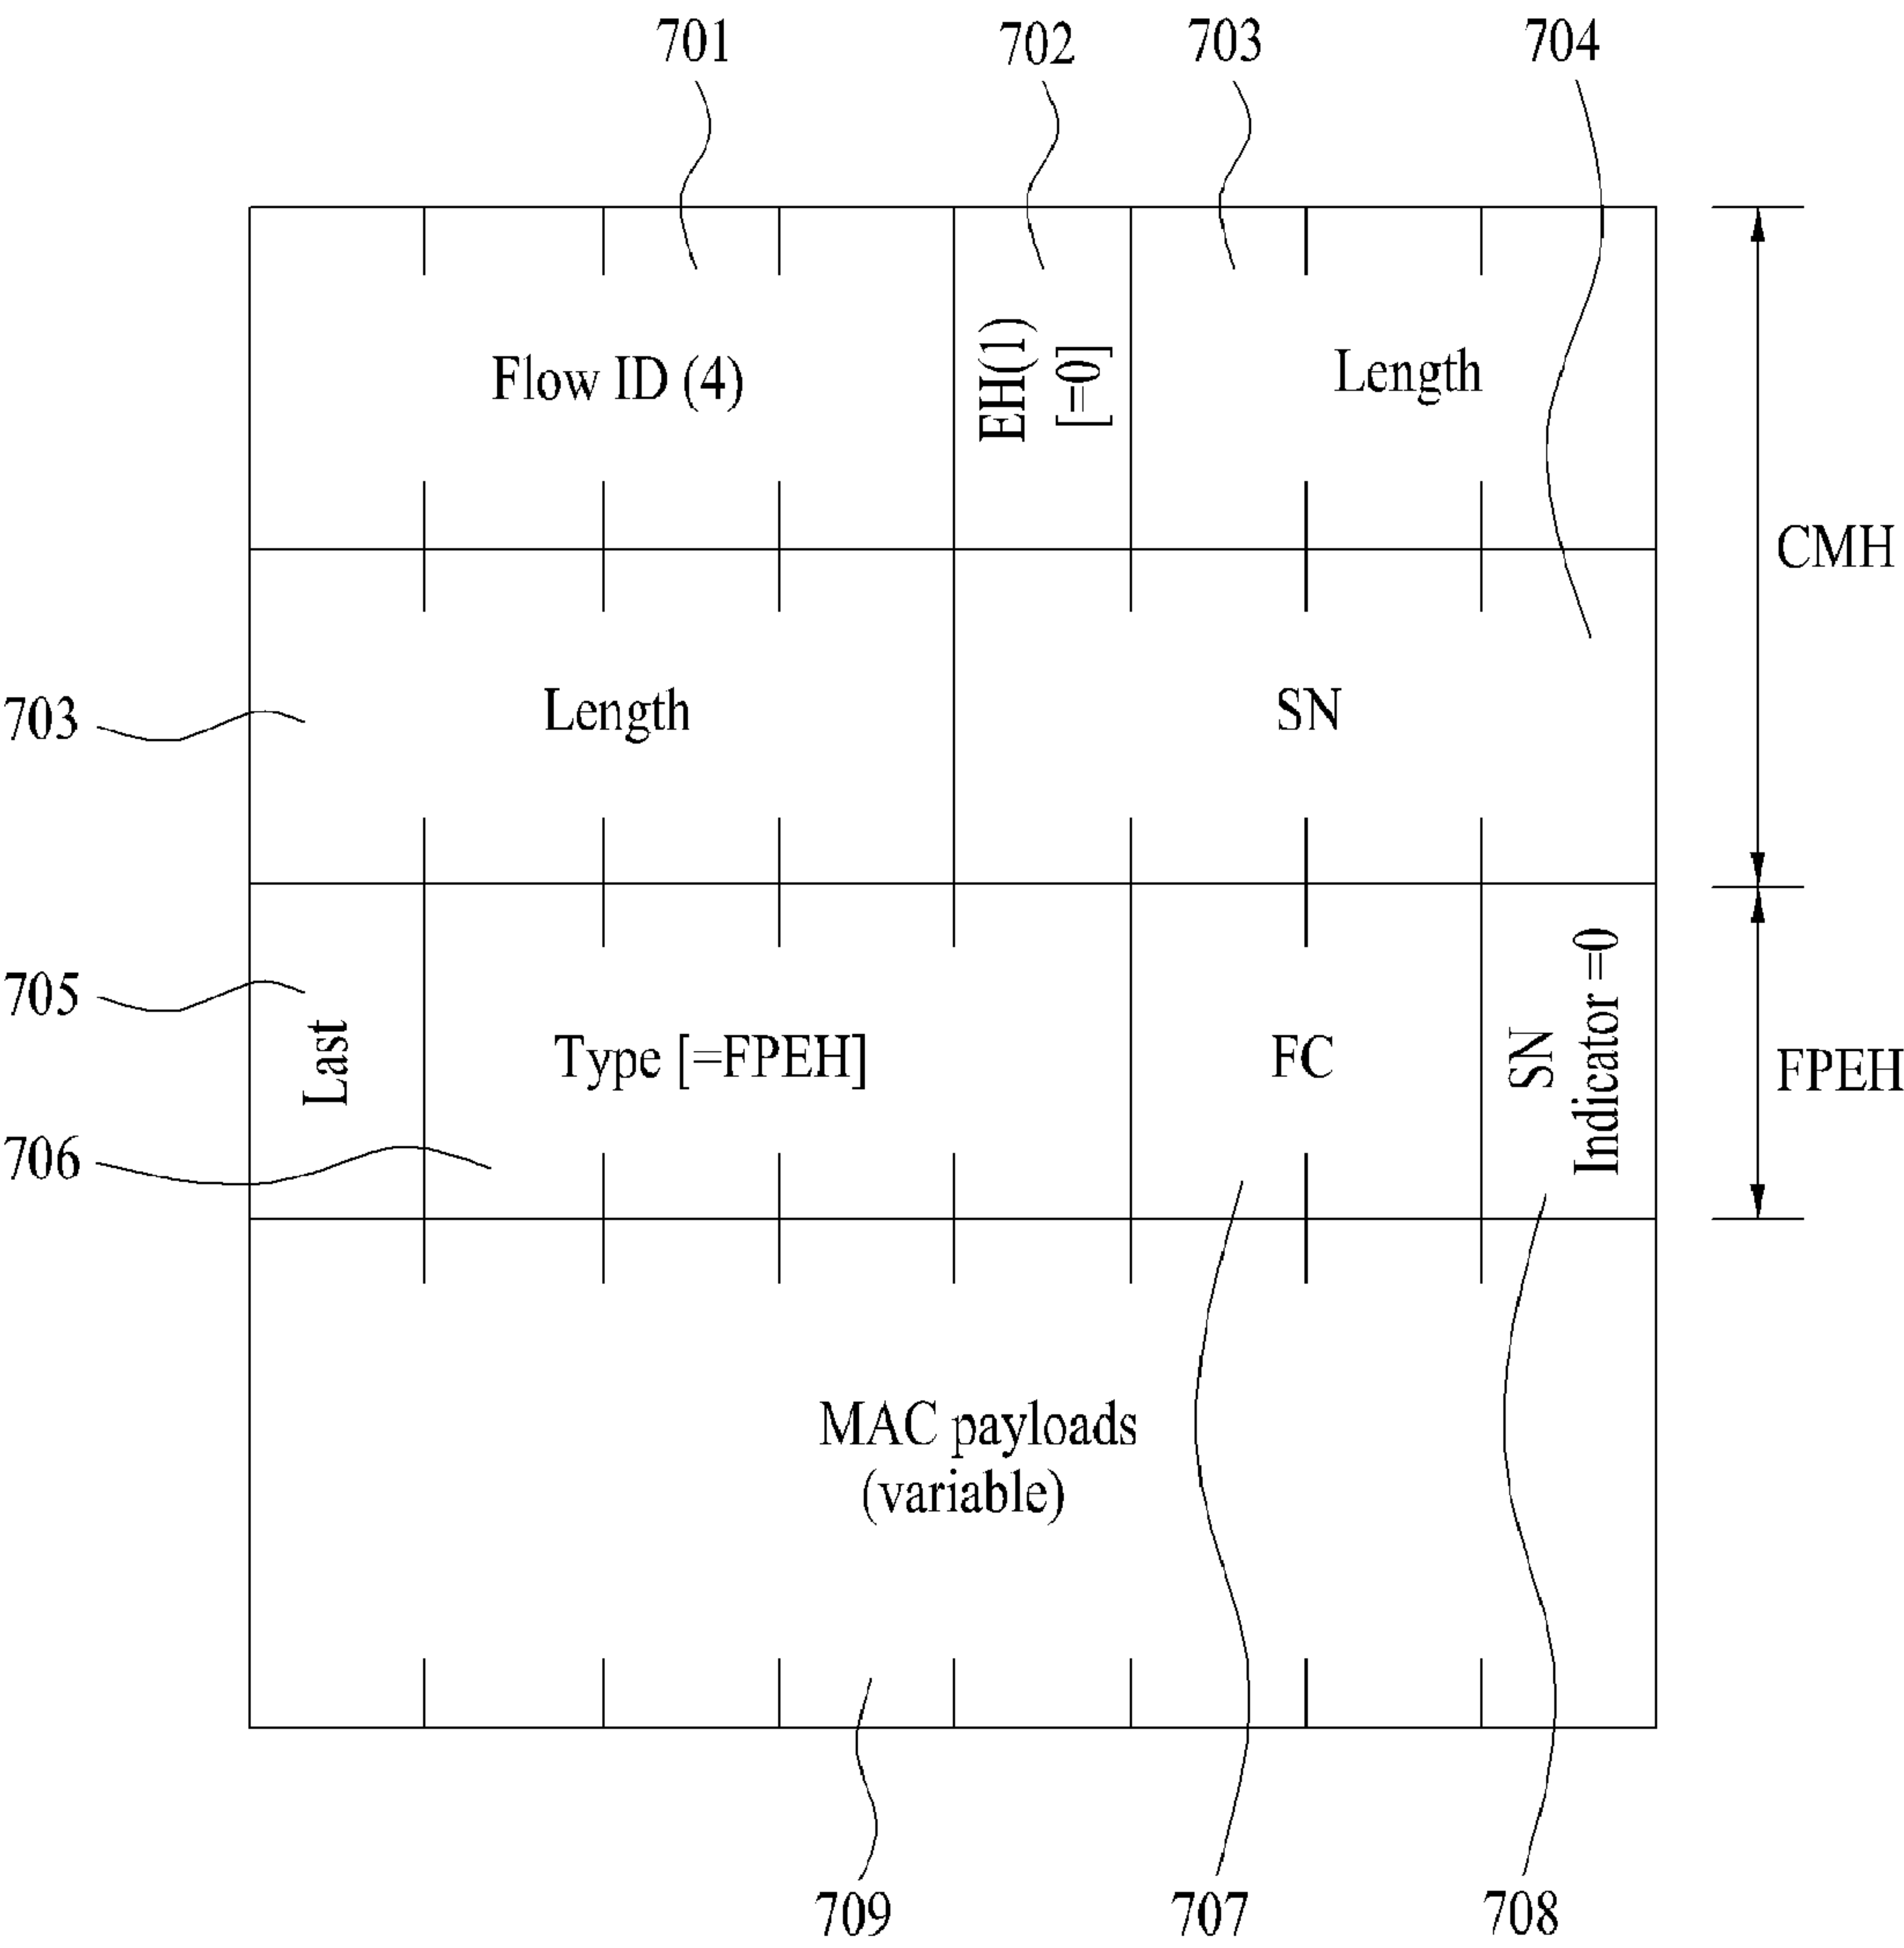 701
702
703
704
Flow ID (4)
EH(1)
[=0]
Length
CMH
703
Length
SN
705
Last
Type [=FPEH]
FC
SN
Indicator =0
FPEH
706
MAC payloads
(variable)
709
707
708